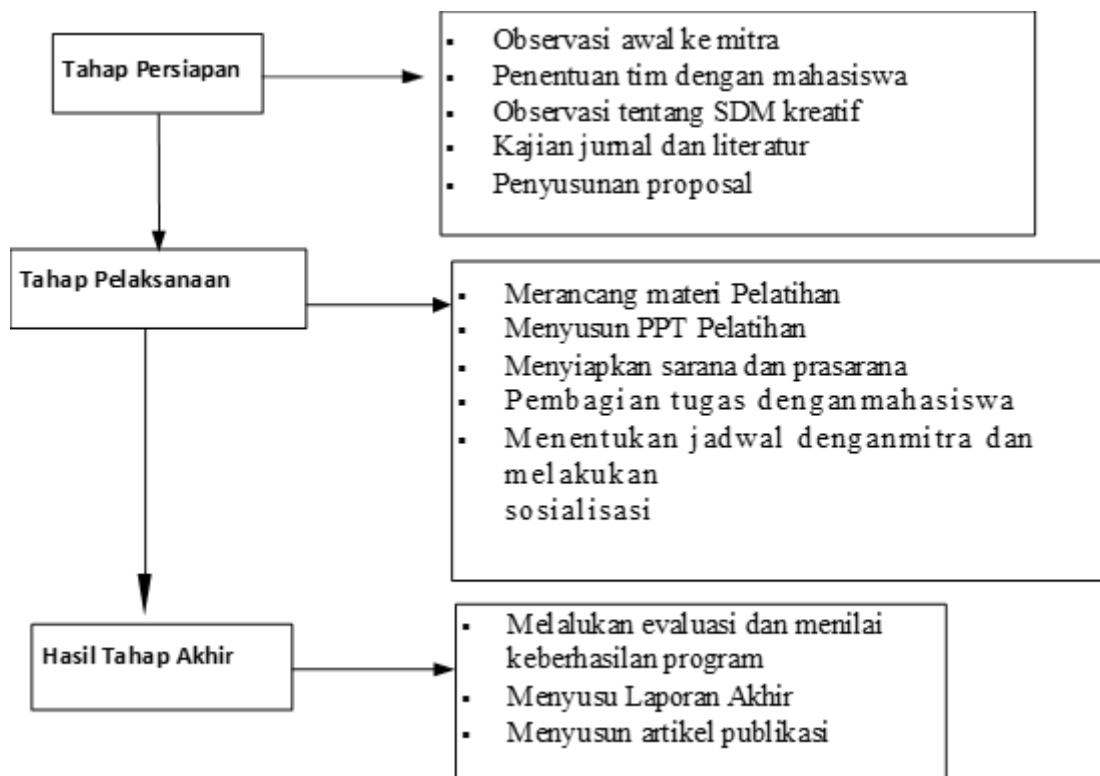 Tahap Persiapan
▪ Observasi awal ke mitra
▪ Penentuan tim dengan mahasiswa
▪ Observasi tentang SDM kreatif
▪ Kajian jurnal dan literatur
▪ Penyusunan proposal
Tahap Pelaksanaan
▪ Merancang materi Pelatihan
▪ Menyusun PPT Pelatihan
▪ Menyiapkan sarana dan prasarana
▪ Pembagian tugas denganmahasiswa
▪ Menentukan jadwal denganmitra dan
melakukan
sosialisasi
Hasil Tahap Akhir
▪ Melalukan evaluasi dan menilai
keberhasilan program
▪ Menyusu Laporan Akhir
▪ Menyusun artikel publikasi